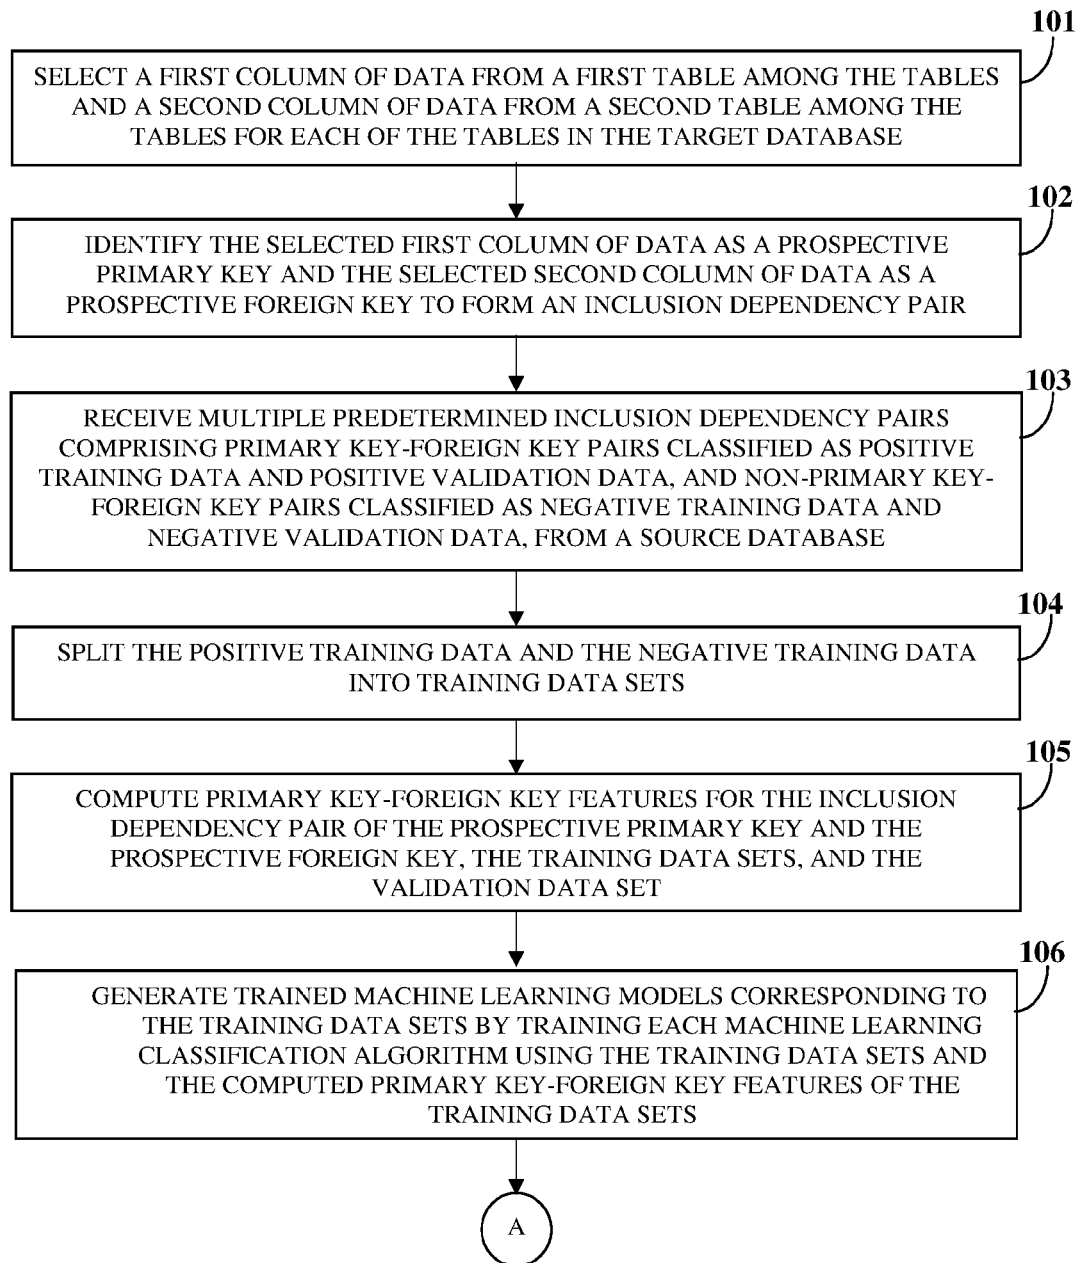 101
SELECT A FIRST COLUMN OF DATA FROM A FIRST TABLE AMONG THE TABLES
AND A SECOND COLUMN OF DATA FROM A SECOND TABLE AMONG THE
TABLES FOR EACH OF THE TABLES IN THE TARGET DATABASE
102
IDENTIFY THE SELECTED FIRST COLUMN OF DATA AS A PROSPECTIVE
PRIMARY KEY AND THE SELECTED SECOND COLUMN OF DATA AS A
PROSPECTIVE FOREIGN KEY TO FORM AN INCLUSION DEPENDENCY PAIR
103
RECEIVE MULTIPLE PREDETERMINED INCLUSION DEPENDENCY PAIRS
COMPRISING PRIMARY KEY-FOREIGN KEY PAIRS CLASSIFIED AS POSITIVE
TRAINING DATA AND POSITIVE VALIDATION DATA, AND NON-PRIMARY KEY-
FOREIGN KEY PAIRS CLASSIFIED AS NEGATIVE TRAINING DATA AND
NEGATIVE VALIDATION DATA, FROM A SOURCE DATABASE
104
SPLIT THE POSITIVE TRAINING DATA AND THE NEGATIVE TRAINING DATA
INTO TRAINING DATA SETS
105
COMPUTE PRIMARY KEY-FOREIGN KEY FEATURES FOR THE INCLUSION
DEPENDENCY PAIR OF THE PROSPECTIVE PRIMARY KEY AND THE
PROSPECTIVE FOREIGN KEY, THE TRAINING DATA SETS, AND THE
VALIDATION DATA SET
106
GENERATE TRAINED MACHINE LEARNING MODELS CORRESPONDING TO
THE TRAINING DATA SETS BY TRAINING EACH MACHINE LEARNING
CLASSIFICATION ALGORITHM USING THE TRAINING DATA SETS AND
THE COMPUTED PRIMARY KEY-FOREIGN KEY FEATURES OF THE
TRAINING DATA SETS
A